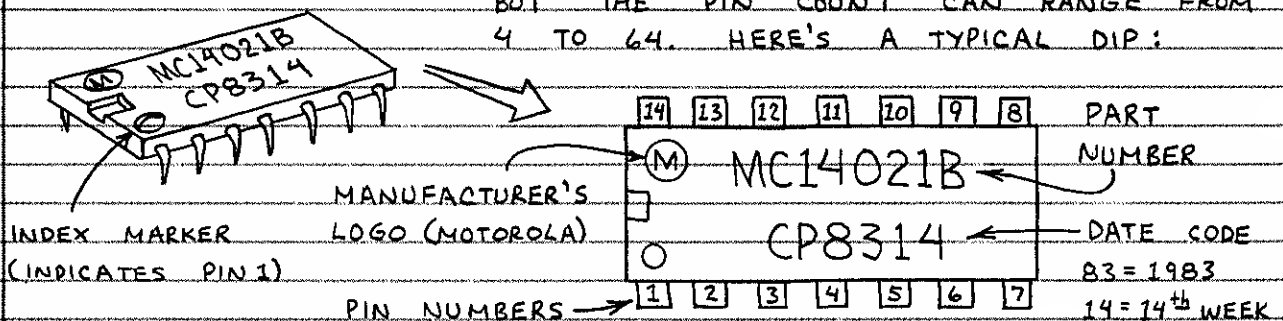 BUT THE PIN COUNT CAN RANGE FROM
4 TO 64. HERE'S A TYPICAL DIP:
M MC14021B
CP8314
INDEX MARKER
(INDICATES PIN 1)
MANUFACTURER'S
LOGO (MOTOROLA)
PIN NUMBERS
14 13 12 11 10 9 8
M MC14021B
CP8314
1 2 3 4 5 6 7
PART
NUMBER
DATE CODE
83 = 1983
14 = 14th WEEK